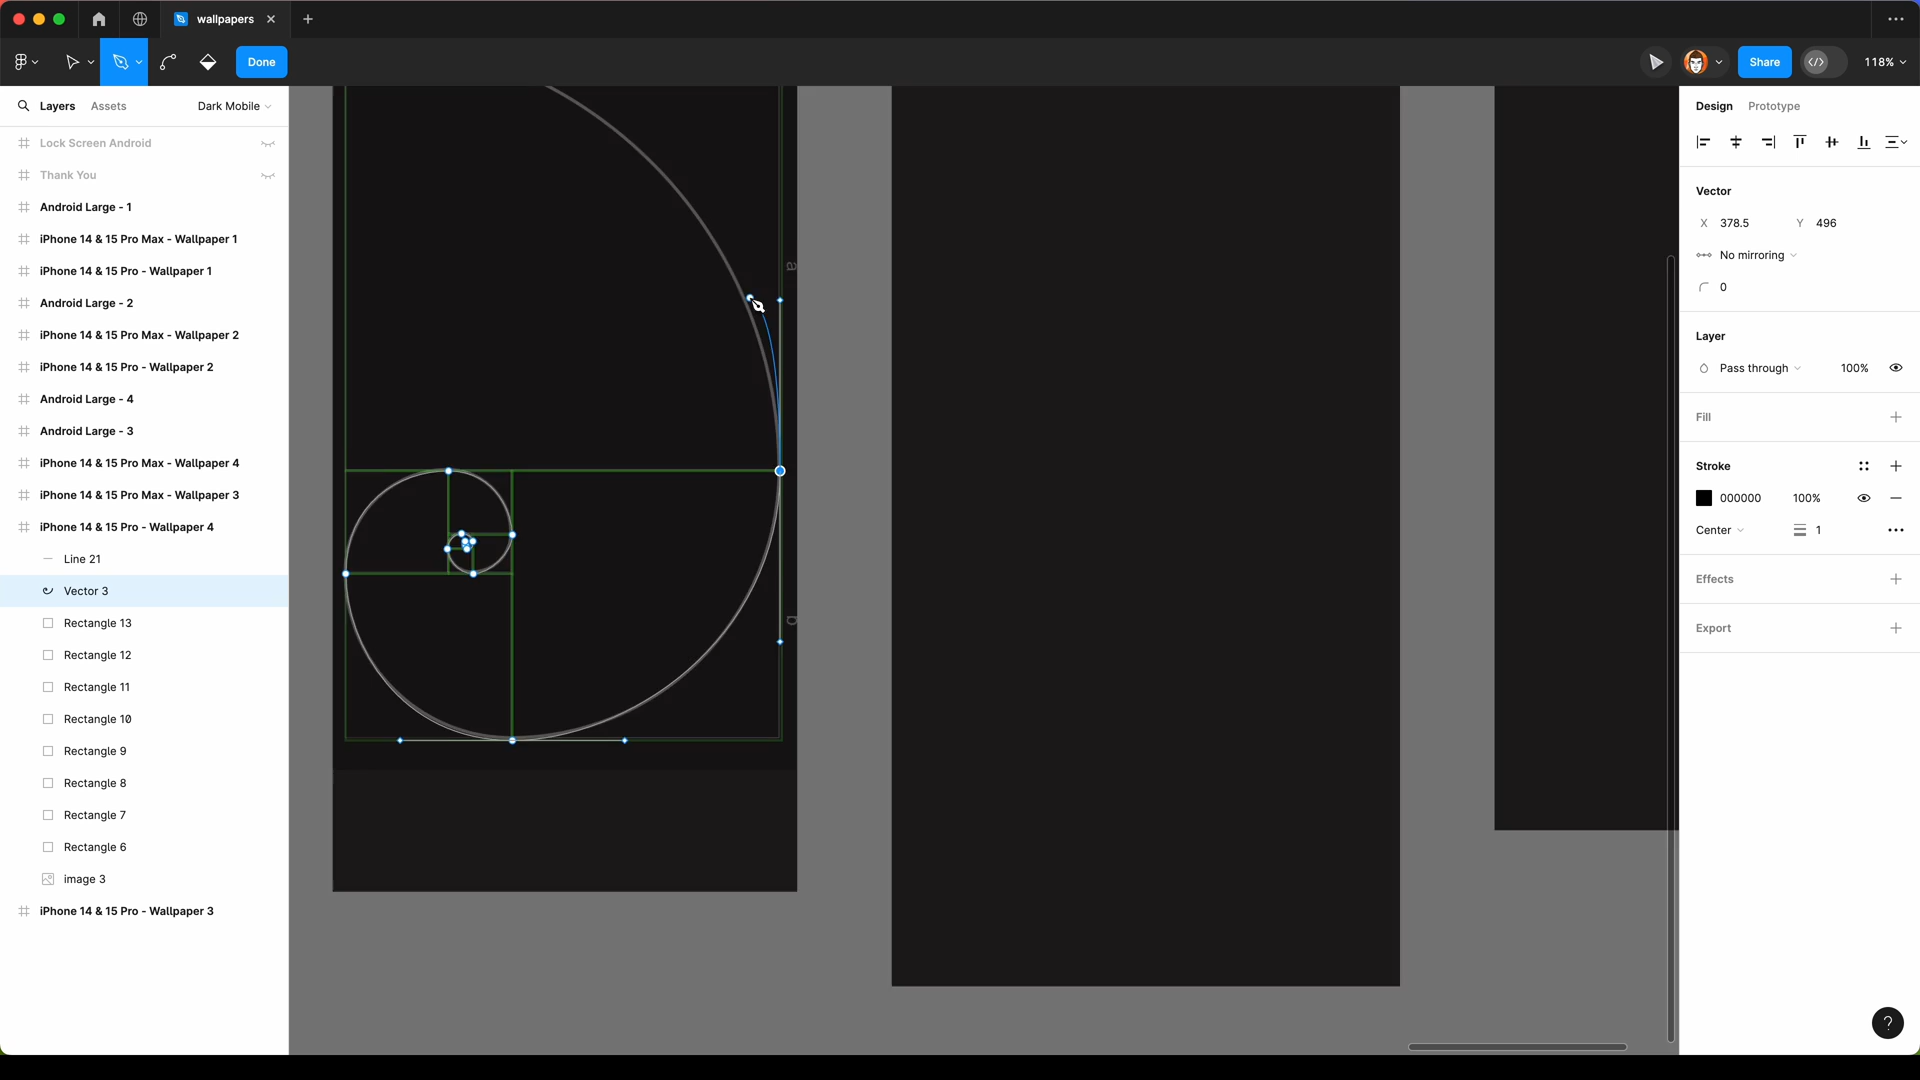 wallpapers
Done
Share
118%
Layers
Assets
Dark Mobile
Lock Screen Android
Thank You
Android Large - 1
iPhone 14 & 15 Pro Max - Wallpaper 1
iPhone 14 & 15 Pro - Wallpaper 1
Android Large - 2
iPhone 14 & 15 Pro Max - Wallpaper 2
iPhone 14 & 15 Pro - Wallpaper 2
Android Large - 4
Android Large - 3
iPhone 14 & 15 Pro Max - Wallpaper 4
iPhone 14 & 15 Pro Max - Wallpaper 3
iPhone 14 & 15 Pro - Wallpaper 4
Line 21
Vector 3
Rectangle 13
Rectangle 12
Rectangle 11
Rectangle 10
Rectangle 9
Rectangle 8
Rectangle 7
Rectangle 6
image 3
iPhone 14 & 15 Pro - Wallpaper 3
a
b
Design
Prototype
Vector
X 378.5 Y 496
No mirroring
0
Layer
Pass through 100%
Fill
Stroke
000000 100%
Center 1
Effects
Export
?